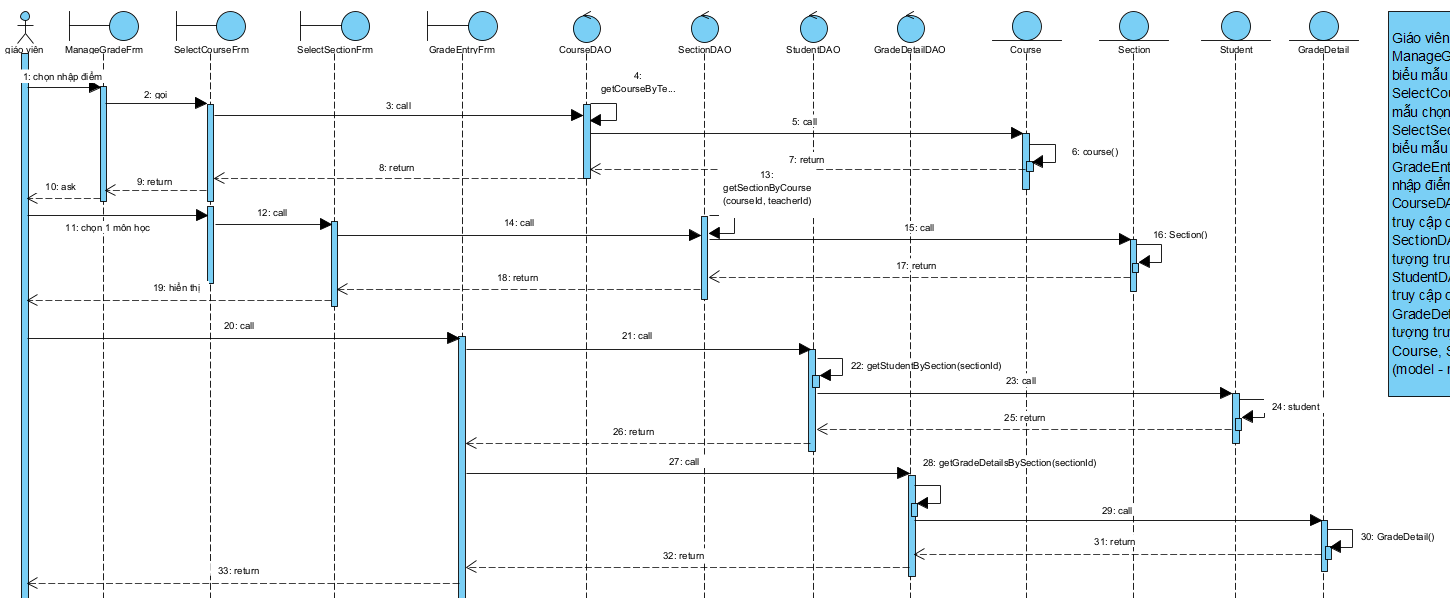 giáo viên
ManageGradeFrm
SelectCourseFrm
SelectSectionFrm
GradeEntryFrm
CourseDAO
SectionDAO
StudentDAO
GradeDetailDAO
Course
Section
Student
GradeDetail
1: chọn nhập điểm
2: gọi
3: call
4:
getCourseByTe...
5: call
6: course()
7: return
8: return
9: return
10: ask
11: chọn 1 môn học
12: call
13:
getSectionByCourse
(courseId, teacherId)
14: call
15: call
16: Section()
17: return
18: return
19: hiển thị
20: call
21: call
22: getStudentBySection(sectionId)
23: call
24: student
25: return
26: return
27: call
28: getGradeDetailsBySection(sectionId)
29: call
30: GradeDetail()
31: return
32: return
33: return
Giáo viên
ManageG
biểu mẫu
SelectCou
mẫu chọn
SelectSec
biểu mẫu
GradeEnt
nhập điểm
CourseDA
truy cập c
SectionDA
tượng truy
StudentDA
truy cập c
GradeDet
tượng truy
Course, S
(model - m